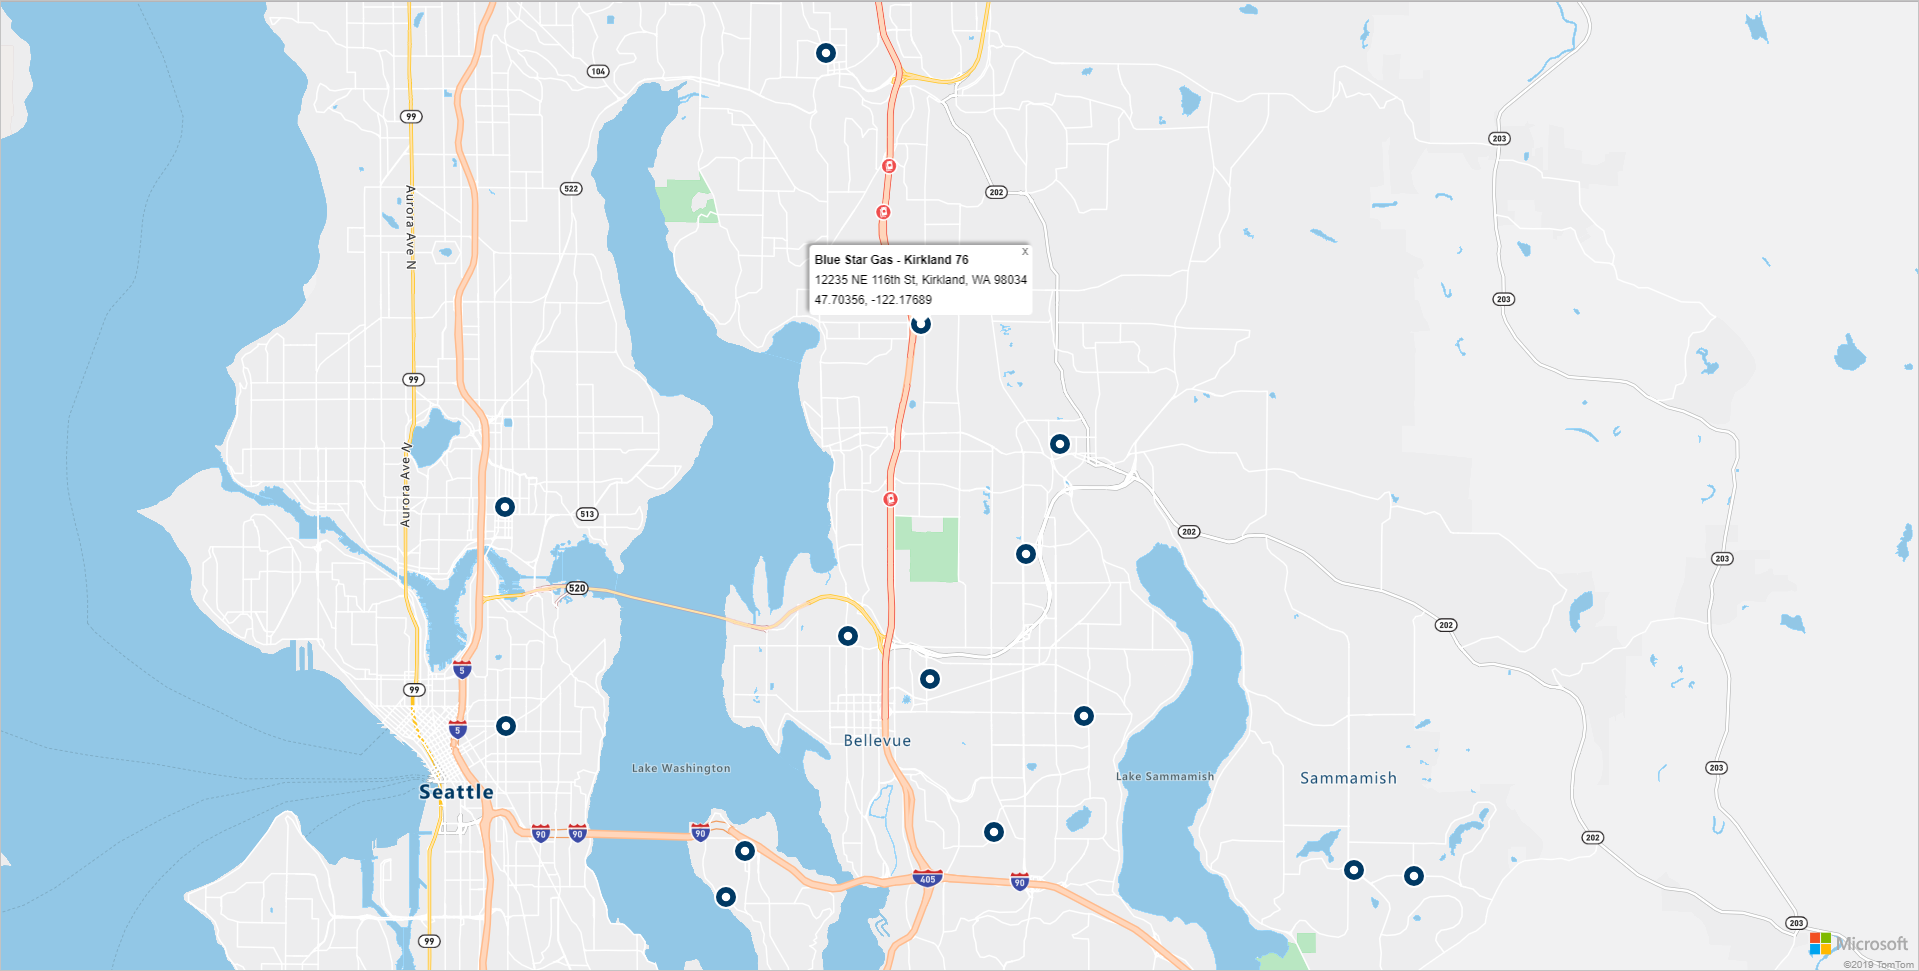 104
99
203
522
202
Aurora Ave N
Blue Star Gas - Kirkland 76
X
12235 NE 116th St, Kirkland, WA 98034
47.70356, -122.17689
203
99
Aurora Ave N
513
202
203
520
202
5
99
5
Bellevue
Lake Washington
Lake Sammamish
Sammamish
203
Seattle
90
90
90
202
405
90
203
99
Microsoft
©2019 TomTom